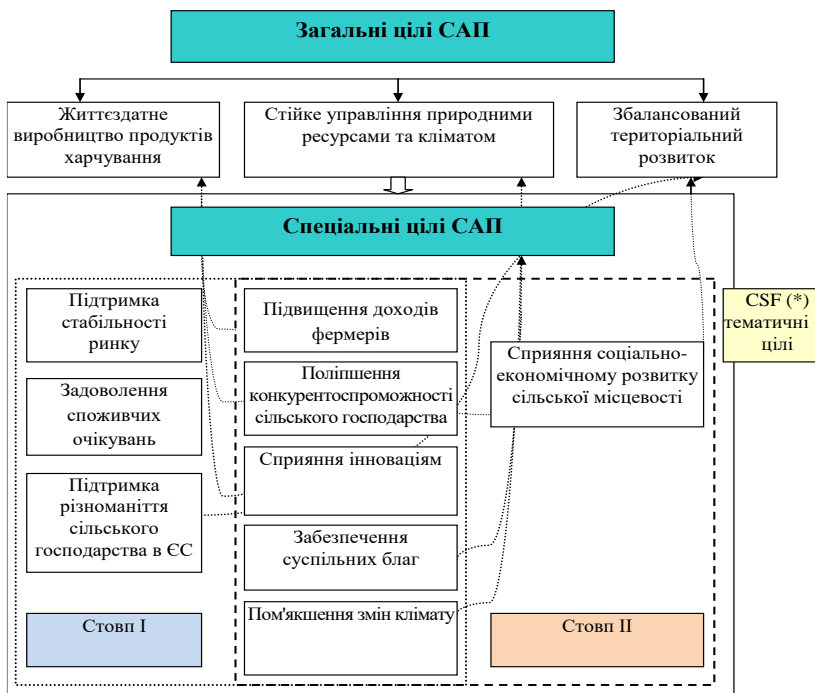 Загальні цілі САП
Життєздатне
виробництво продуктів
харчування
Стійке управління природними
ресурсами та кліматом
Збалансований
територіальний
розвиток
Спеціальні цілі САП
Підтримка
стабільності
ринку
Задоволення
споживчих
очікувань
Підтримка
різноманіття
сільського
господарства в ЄС
Стовп І
Підвищення доходів
фермерів
Поліпшення
конкурентоспроможності
сільського господарства
Сприяння інноваціям
Забезпечення
суспільних благ
Пом'якшення змін клімату
Сприяння соціально-
економічному розвитку
сільської місцевості
Стовп ІІ
CSF (*)
тематичні
цілі